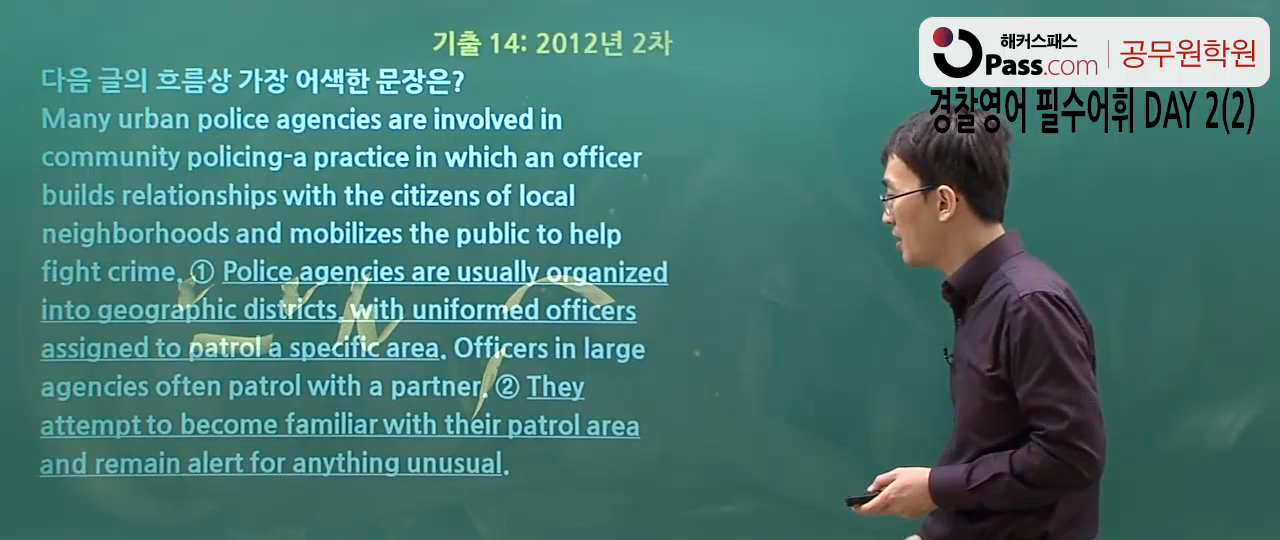 기출 14: 2012년 2차
해커스패스
Pass.com
공무원학원
경찰영어 필수어휘 DAY 2(2)
다음 글의 흐름상 가장 어색한 문장은?
Many urban police agencies are involved in
community policing-a practice in which an officer
builds relationships with the citizens of local
neighborhoods and mobilizes the public to help
fight crime. ① Police agencies are usually organized
into geographic districts, with uniformed officers
assigned to patrol a specific area. Officers in large
agencies often patrol with a partner. ② They
attempt to become familiar with their patrol area
and remain alert for anything unusual.